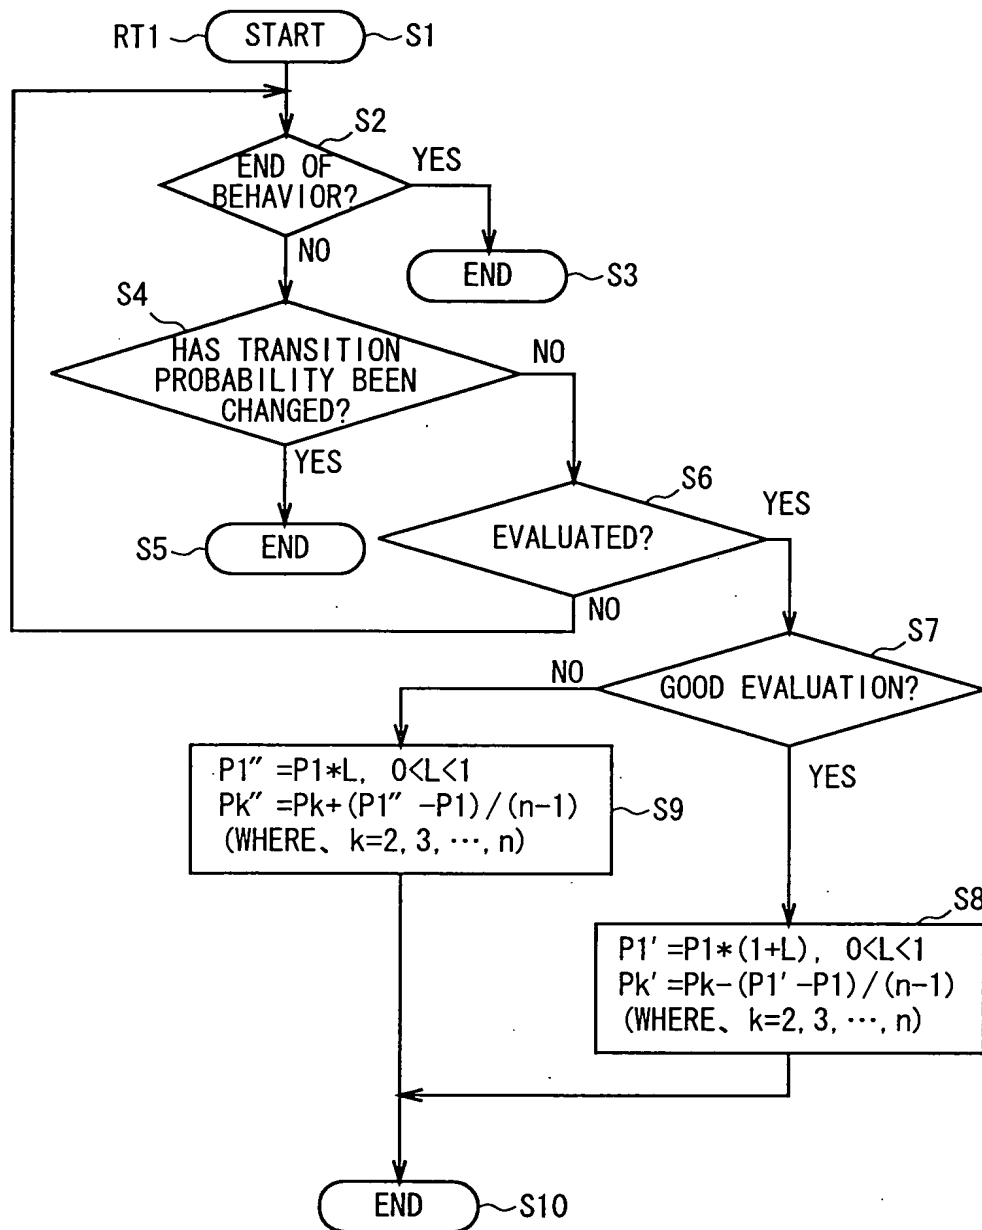 RT1
START
S1
S2
END OF
BEHAVIOR?
YES
NO
END
S3
S4
HAS TRANSITION
PROBABILITY BEEN
CHANGED?
NO
YES
S5
END
S6
EVALUATED?
YES
NO
S7
GOOD EVALUATION?
NO
YES
P1″ =P1*L, 0<L<1
Pk″ =Pk+(P1″ −P1)/(n−1)
(WHERE、 k=2, 3, ⋯, n)
S9
S8
P1′ =P1*(1+L), 0<L<1
Pk′ =Pk−(P1′ −P1)/(n−1)
(WHERE、 k=2, 3, ⋯, n)
END
S10